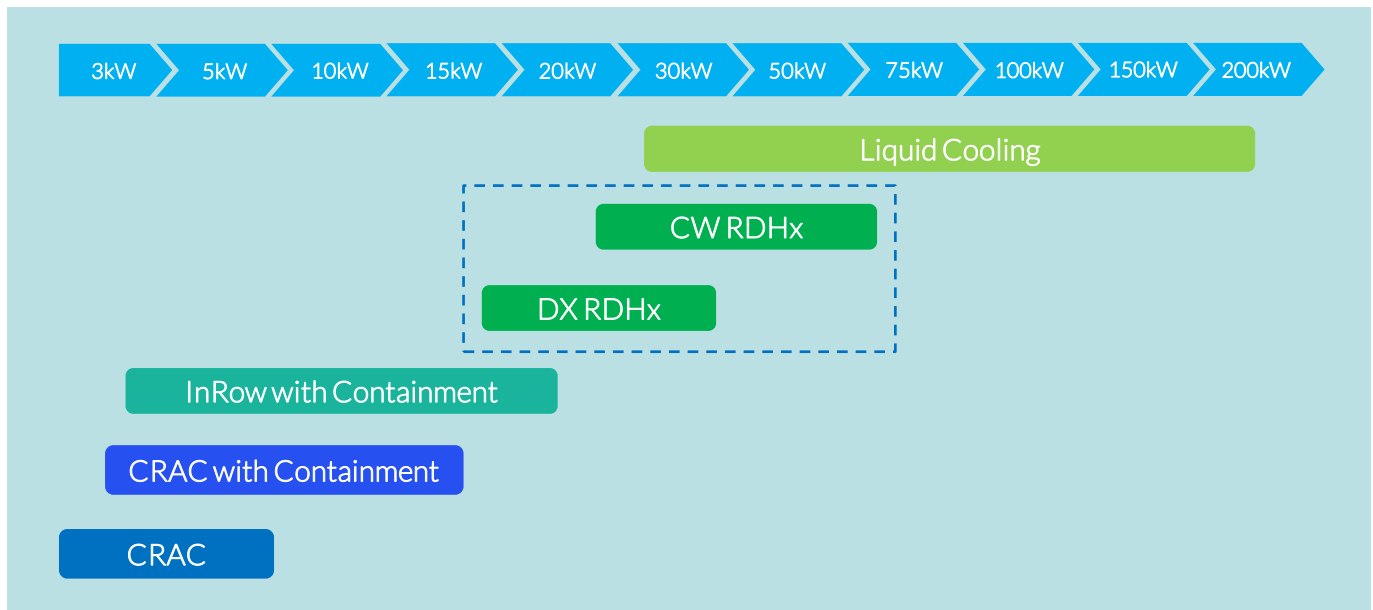 3kW
5kW
10kW
15kW
20kW
30kW
50kW
75kW
100kW
150kW
200kW
Liquid Cooling
CW RDHx
DX RDHx
InRow with Containment
CRAC with Containment
CRAC